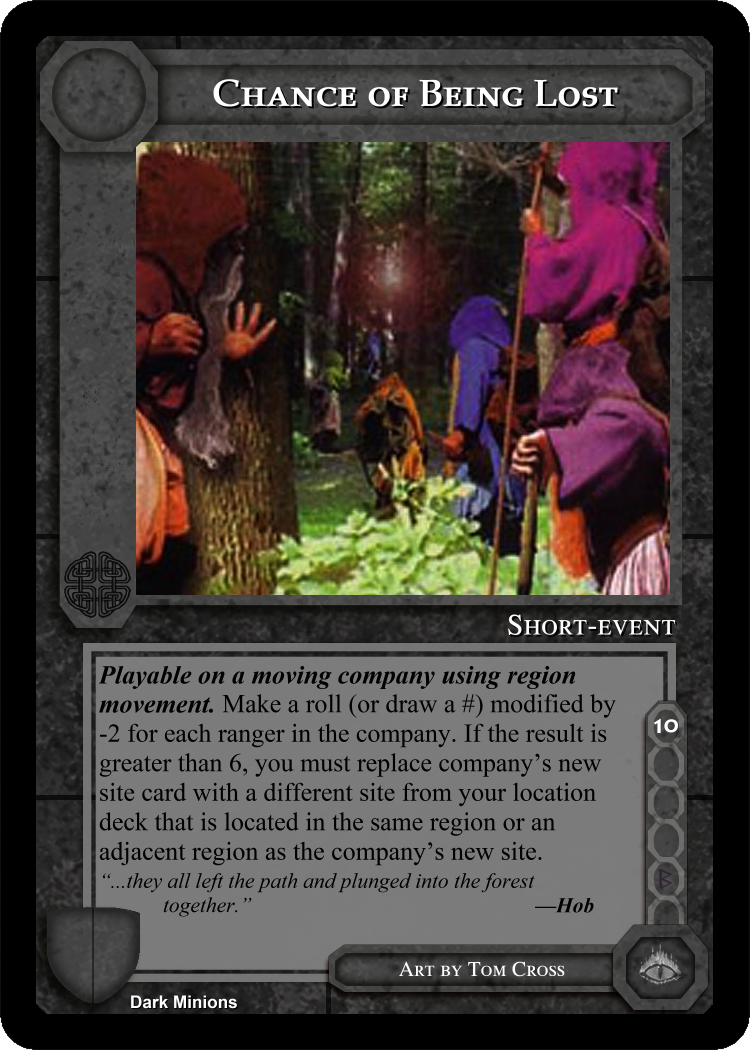 Chance of Being Lost
Short-event
Playable on a moving company using region
movement. Make a roll (or draw a #) modified by
-2 for each ranger in the company. If the result is
greater than 6, you must replace company’s new
site card with a different site from your location
deck that is located in the same region or an
adjacent region as the company’s new site.
10
“...they all left the path and plunged into the forest
together.” —Hob
B
Art by Tom Cross
Dark Minions